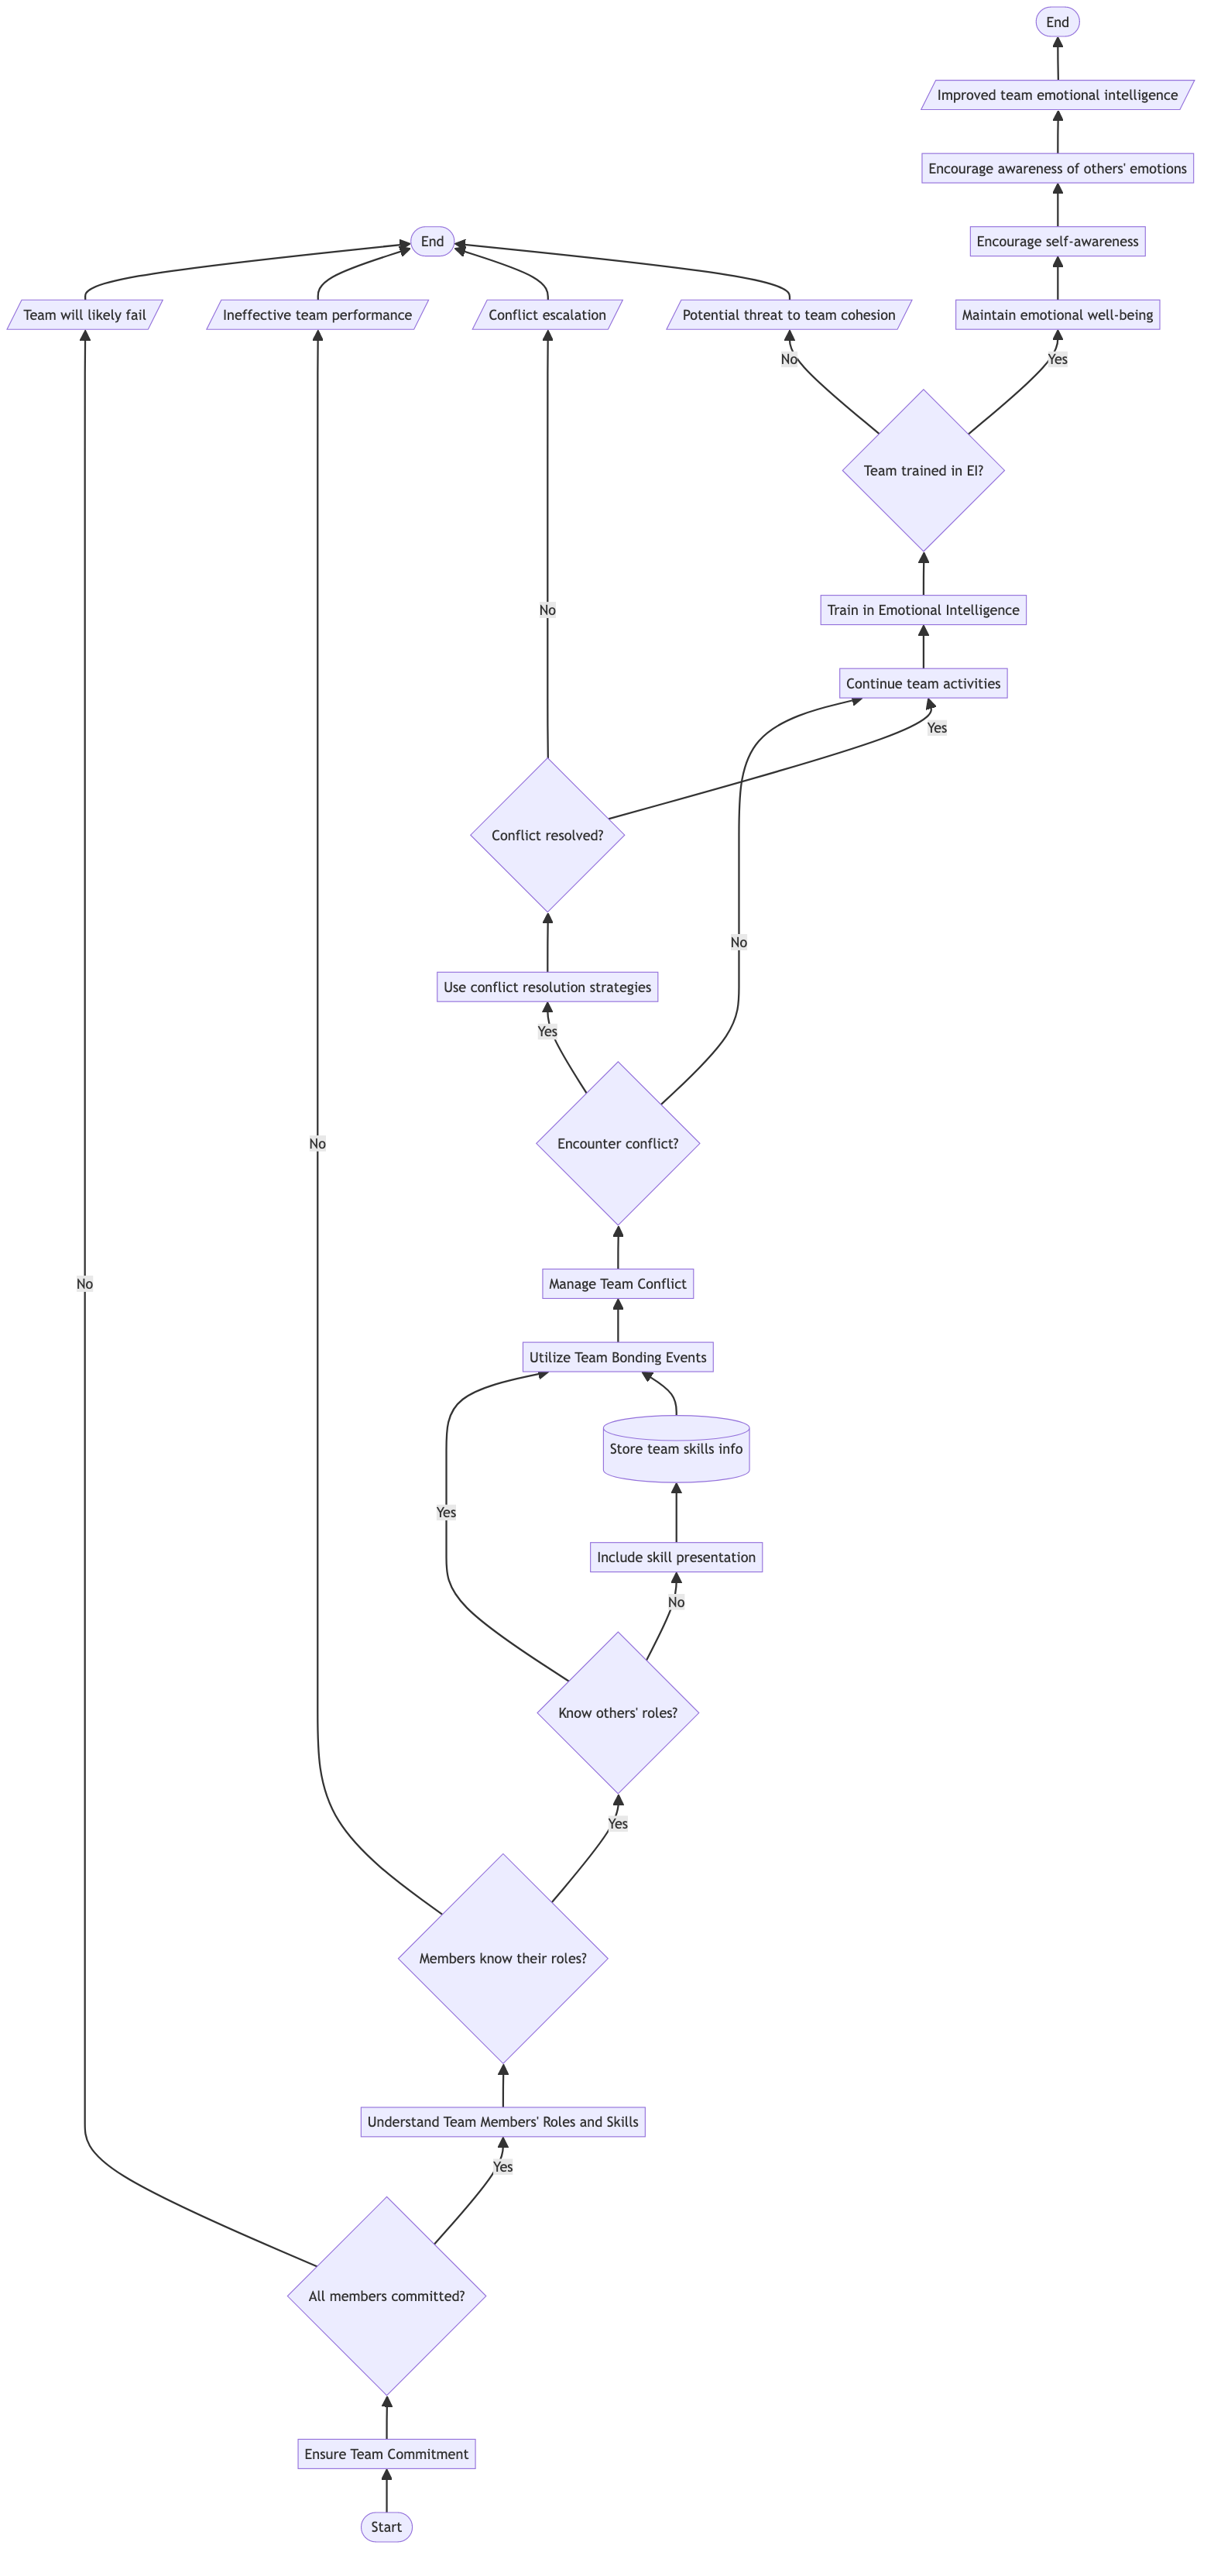 End
Improved team emotional intelligence
Encourage awareness of others' emotions
End
Encourage self-awareness
Team will likely fail
Ineffective team performance
Conflict escalation
Potential threat to team cohesion
Maintain emotional well-being
No
Yes
Team trained in EI?
No
Train in Emotional Intelligence
Continue team activities
Yes
Conflict resolved?
No
Use conflict resolution strategies
Yes
No
Encounter conflict?
No
Manage Team Conflict
Utilize Team Bonding Events
Store team skills info
Yes
Include skill presentation
No
Know others' roles?
Yes
Members know their roles?
Understand Team Members' Roles and Skills
Yes
All members committed?
Ensure Team Commitment
Start